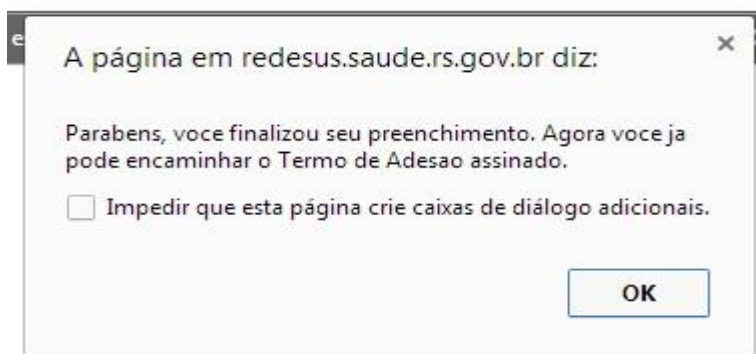 e
A página em redesus.saude.rs.gov.br diz:
Parabens, voce finalizou seu preenchimento. Agora voce ja
pode encaminhar o Termo de Adesao assinado.
Impedir que esta página crie caixas de diálogo adicionais.
OK